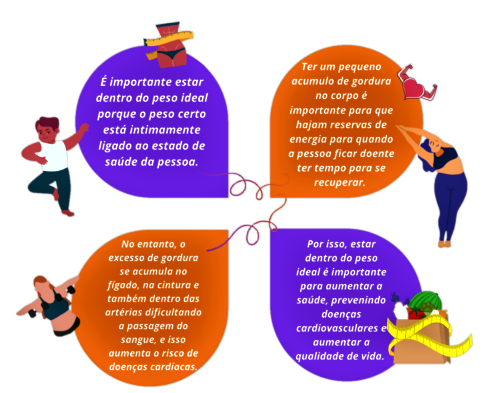 É importante estar
dentro do peso ideal
porque o peso certo
está intimamente
ligado ao estado de
saúde da pessoa.
Ter um pequeno
acumulo de gordura
no corpo é
importante para que
hajam reservas de
energia para quando
a pessoa ficar doente
ter tempo para se
recuperar.
No entanto, o
excesso de gordura
se acumula no
fígado, na cintura e
também dentro das
artérias dificultando
a passagem do
sangue, e isso
aumenta o risco de
doenças cardíacas.
Por isso, estar
dentro do peso
ideal é importante
para aumentar a
saúde, prevenindo
doenças
cardiovasculares e
aumentar a
qualidade de vida.